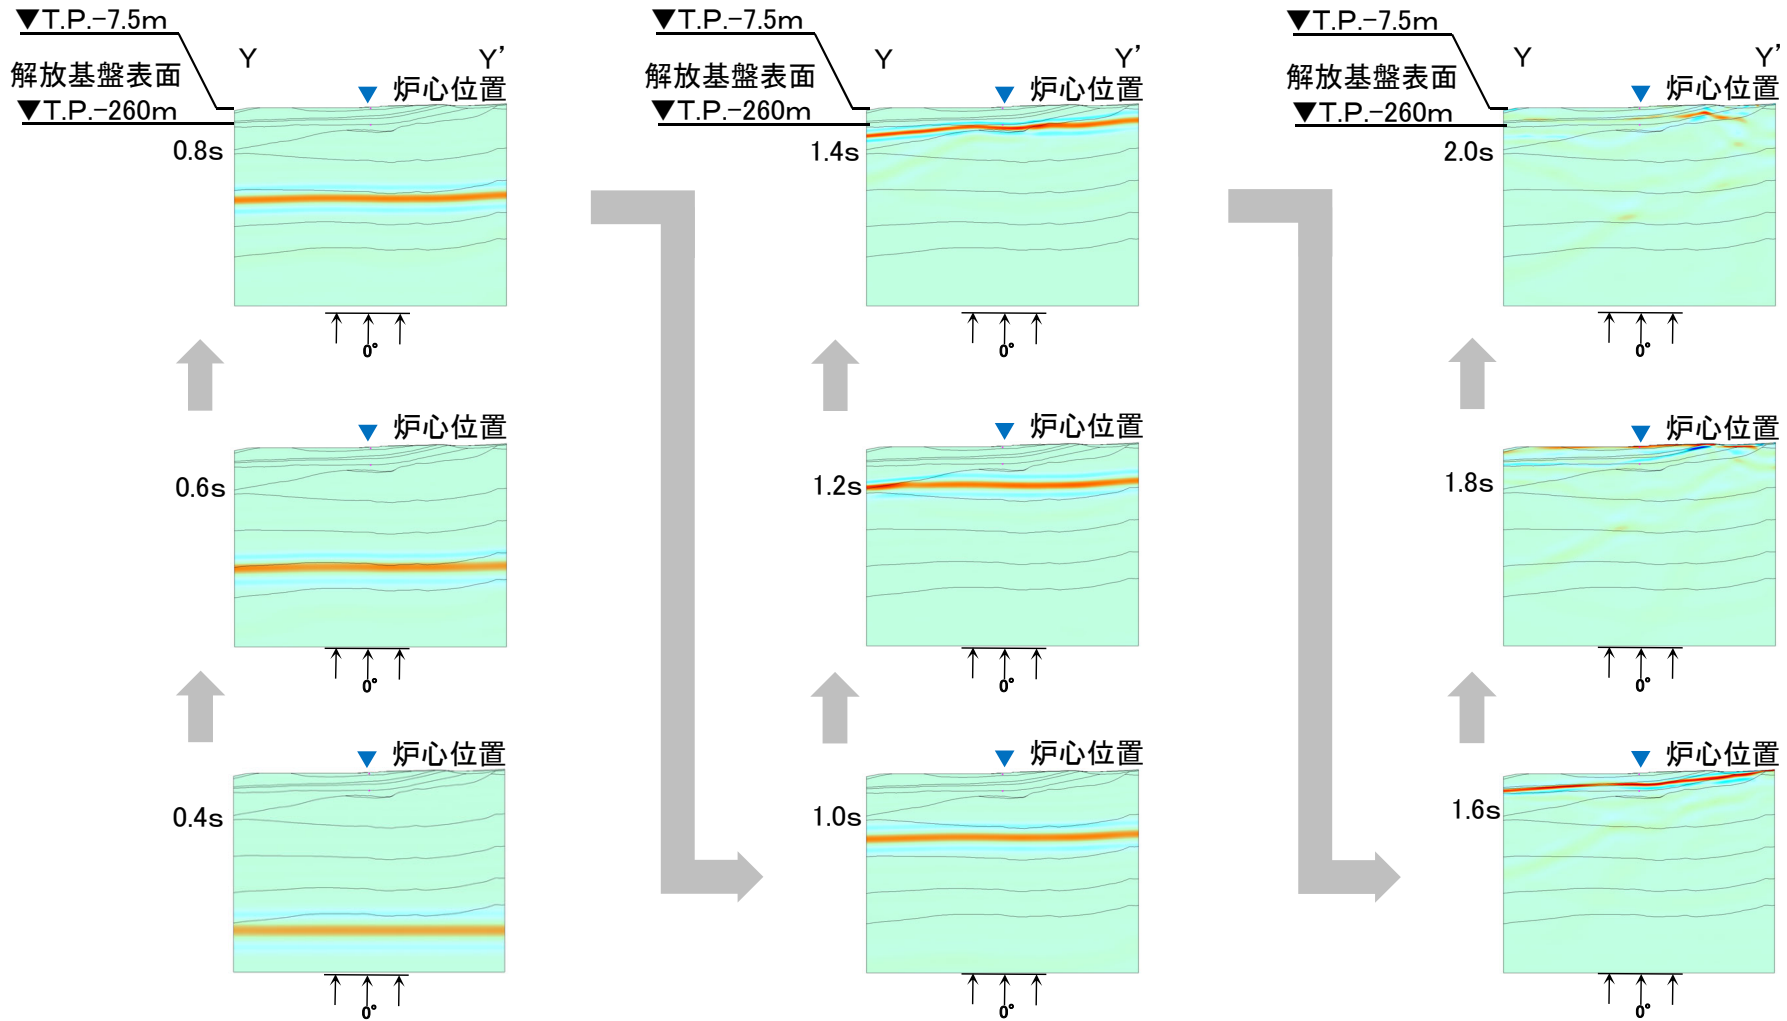 ▼T.P.-7.5m
Y Y'
解放基盤表面
炉心位置
▼T.P.-260m
0.8s
0°
炉心位置
0.6s
0°
炉心位置
0.4s
0°
▼T.P.-7.5m
Y Y'
解放基盤表面
炉心位置
▼T.P.-260m
1.4s
0°
炉心位置
1.2s
0°
炉心位置
1.0s
0°
▼T.P.-7.5m
Y Y'
解放基盤表面
炉心位置
▼T.P.-260m
2.0s
0°
炉心位置
1.8s
0°
炉心位置
1.6s
0°